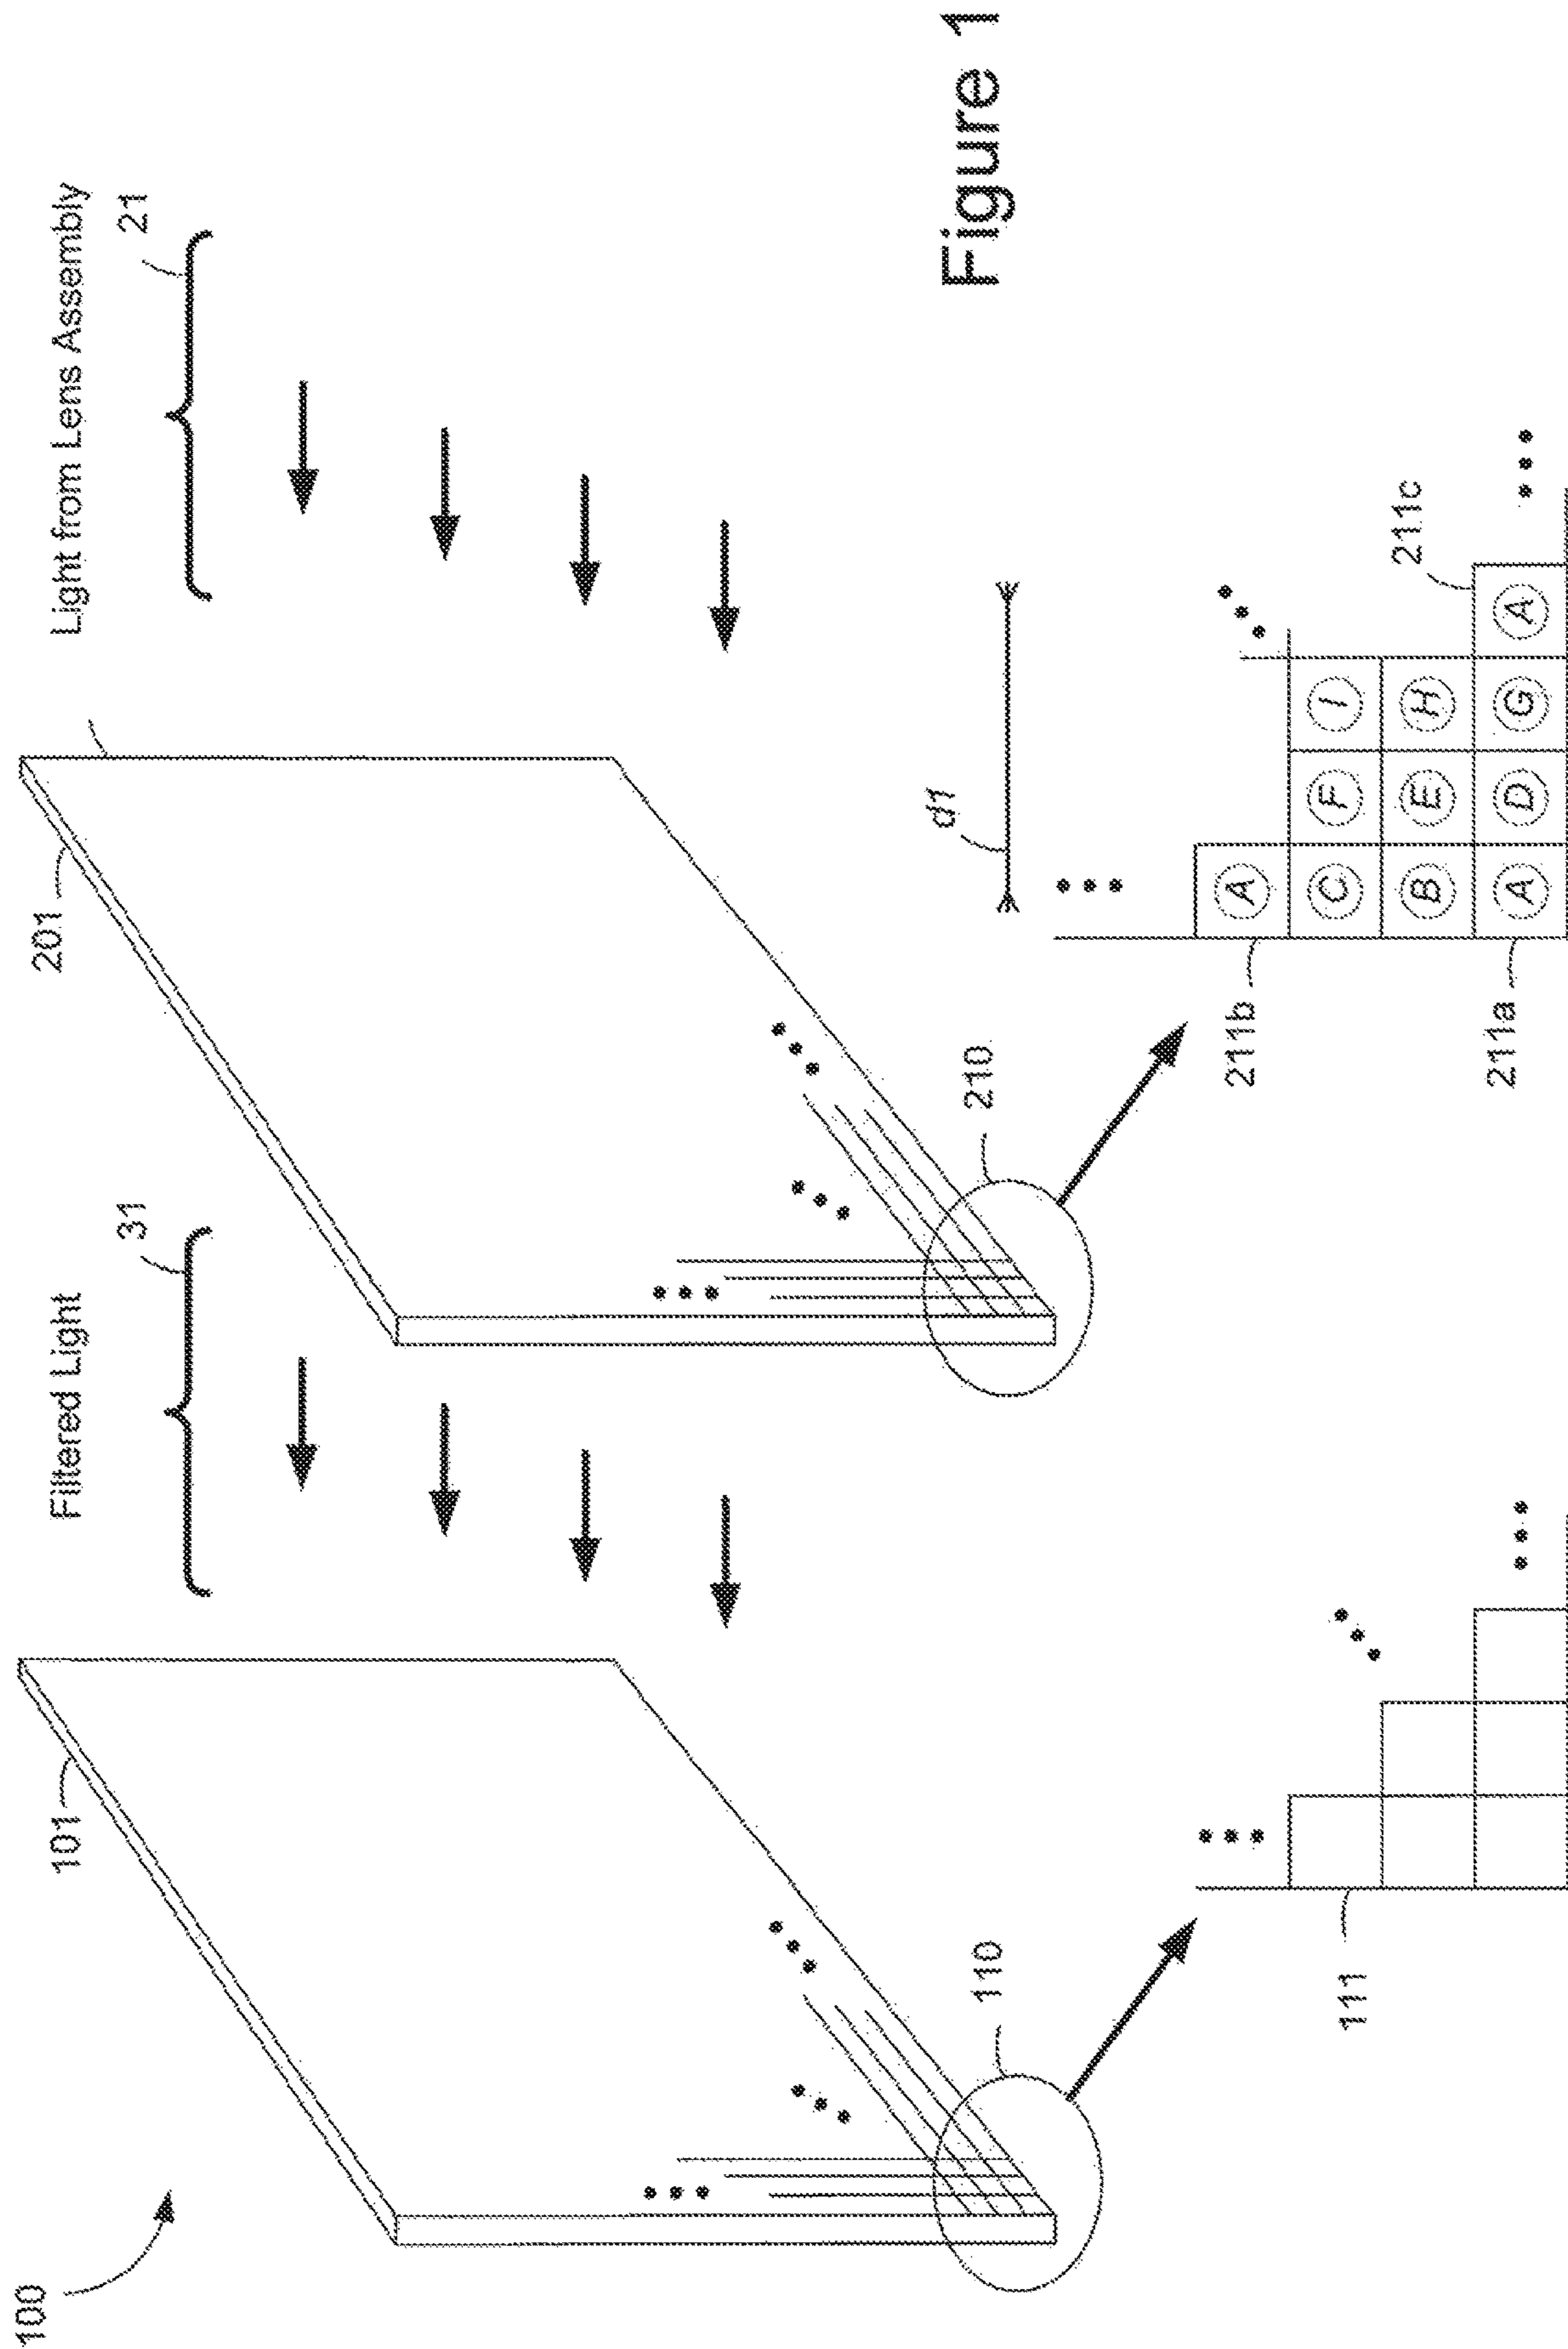 100
101
Filtered Light
31
201
Light from Lens Assembly
21
110
111
210
d1
211b
211a
211c
A
C F I
B E H
A D G A
Figure 1